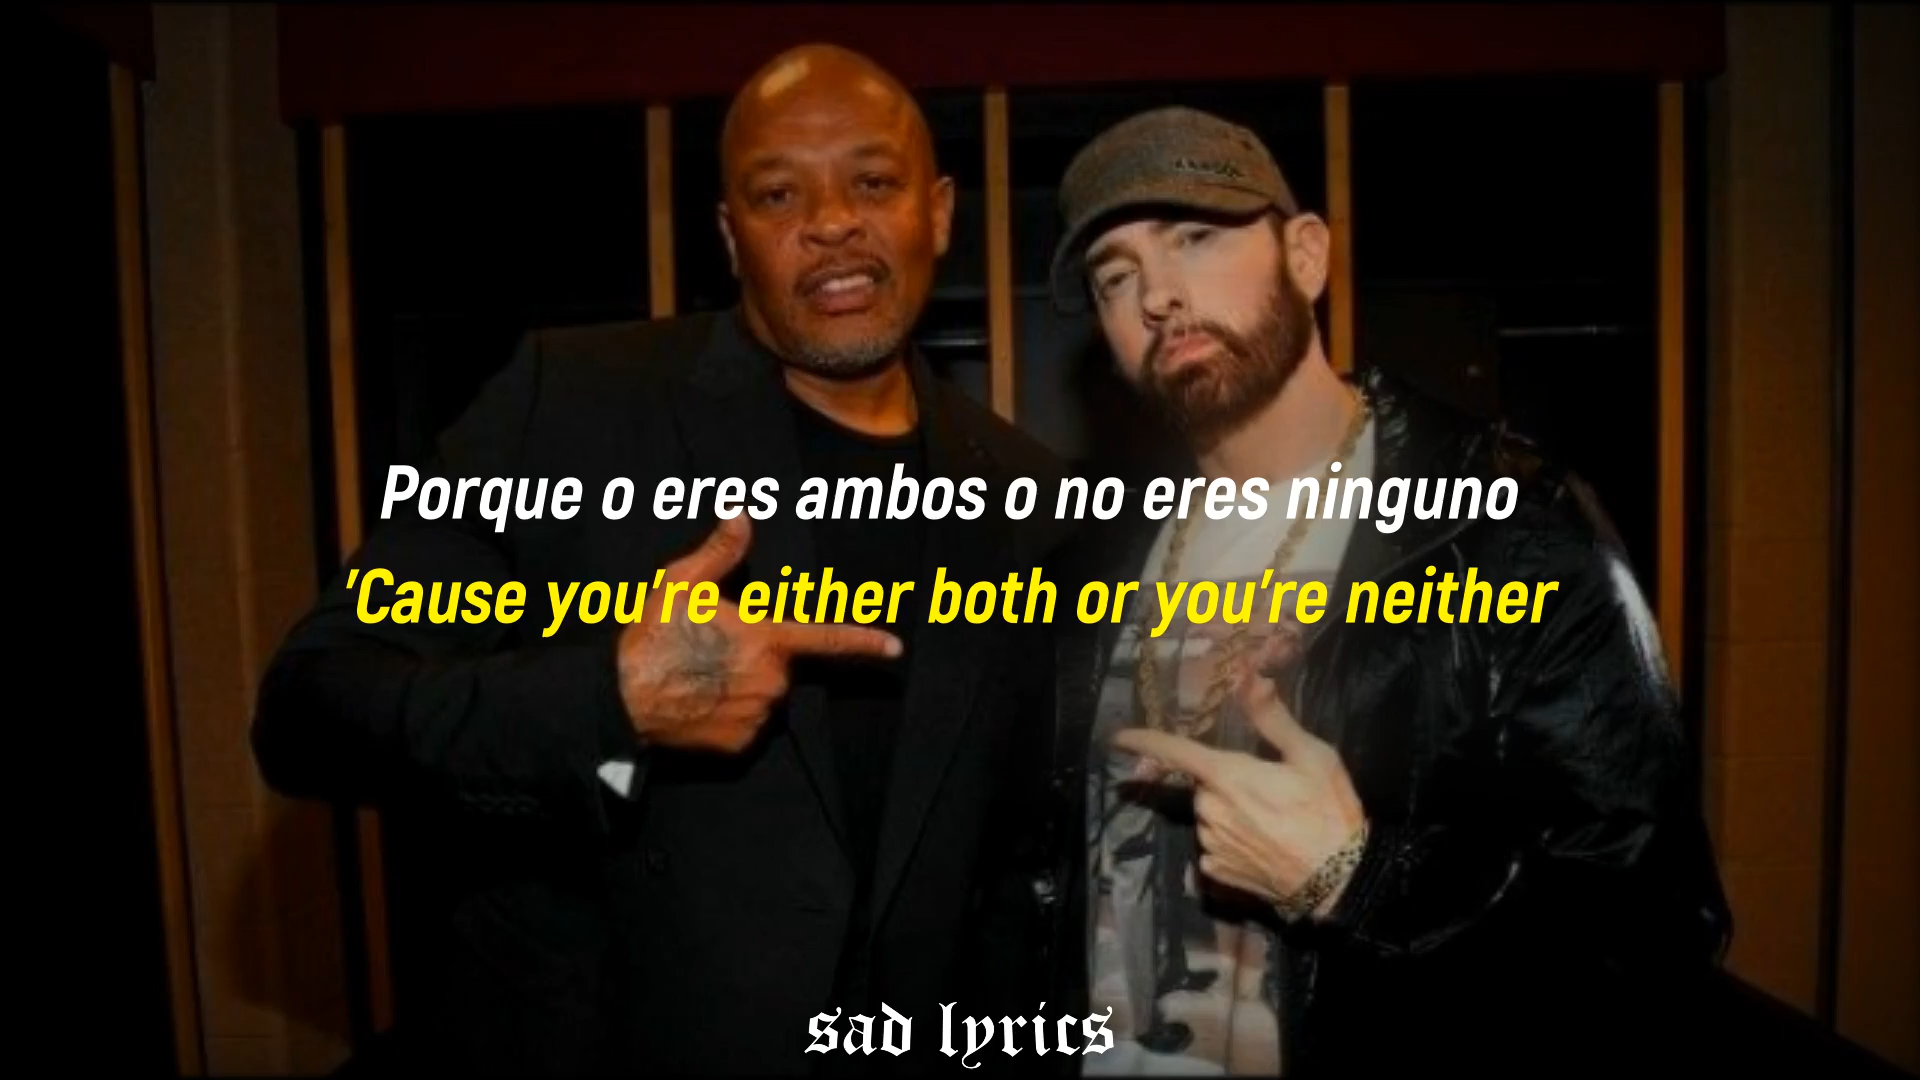 Porque o eres ambos o no eres ninguno
'Cause you're either both or you're neither
sad lyrics